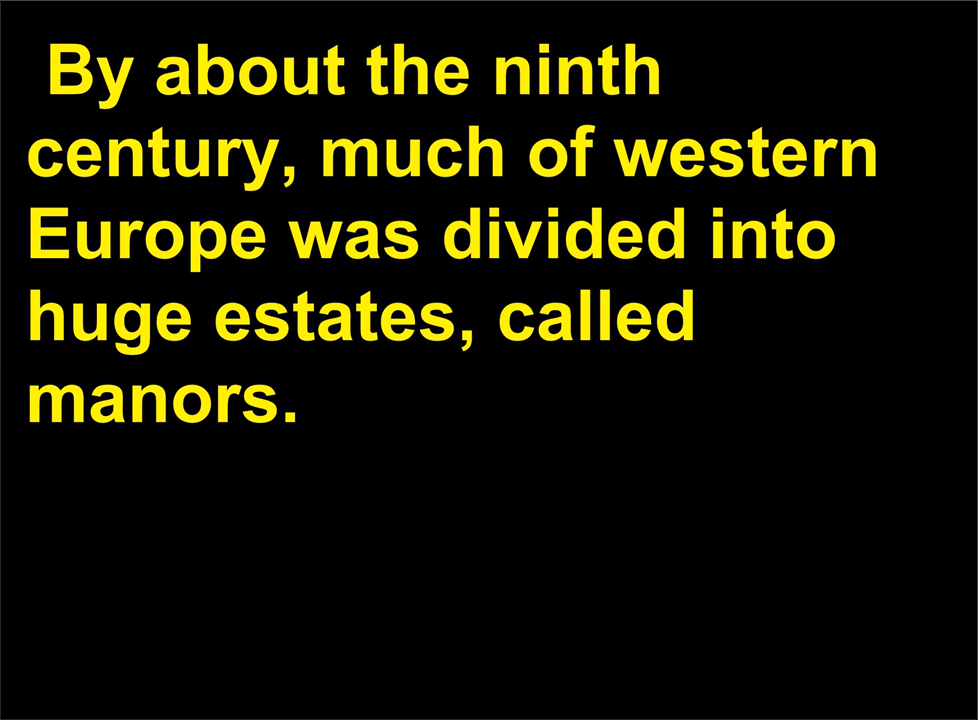 By about the ninth
century, much of western
Europe was divided into
huge estates, called
manors.